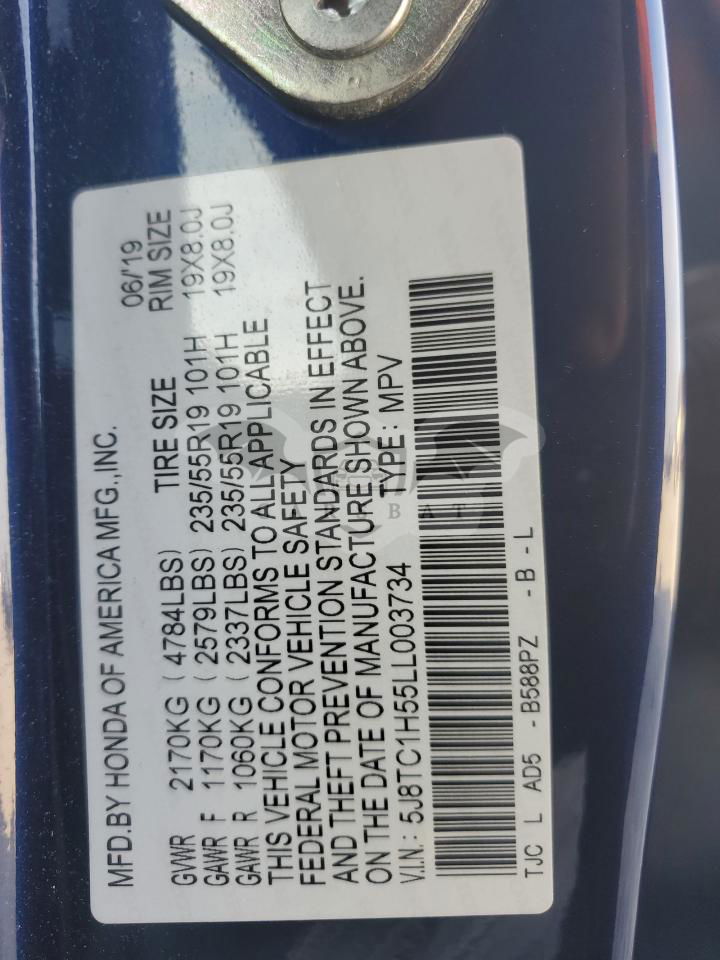 MFD.BY HONDA OF AMERICA MFG.,INC. 06/'19
GVWR 2170KG (4784LBS) TIRE SIZE RIM SIZE
GAWR F 1170KG (2579LBS) 235/55R19 101H 19X8.0J
GAWR R 1060KG (2337LBS) 235/55R19 101H 19X8.0J
THIS VEHICLE CONFORMS TO ALL APPLICABLE
FEDERAL MOTOR VEHICLE SAFETY
AND THEFT PREVENTION STANDARDS IN EFFECT
ON THE DATE OF MANUFACTURE SHOWN ABOVE.
V.I.N.: 5J8TC1H55LL003734 TYPE: MPV
TJC L AD5 - B588PZ - B - L